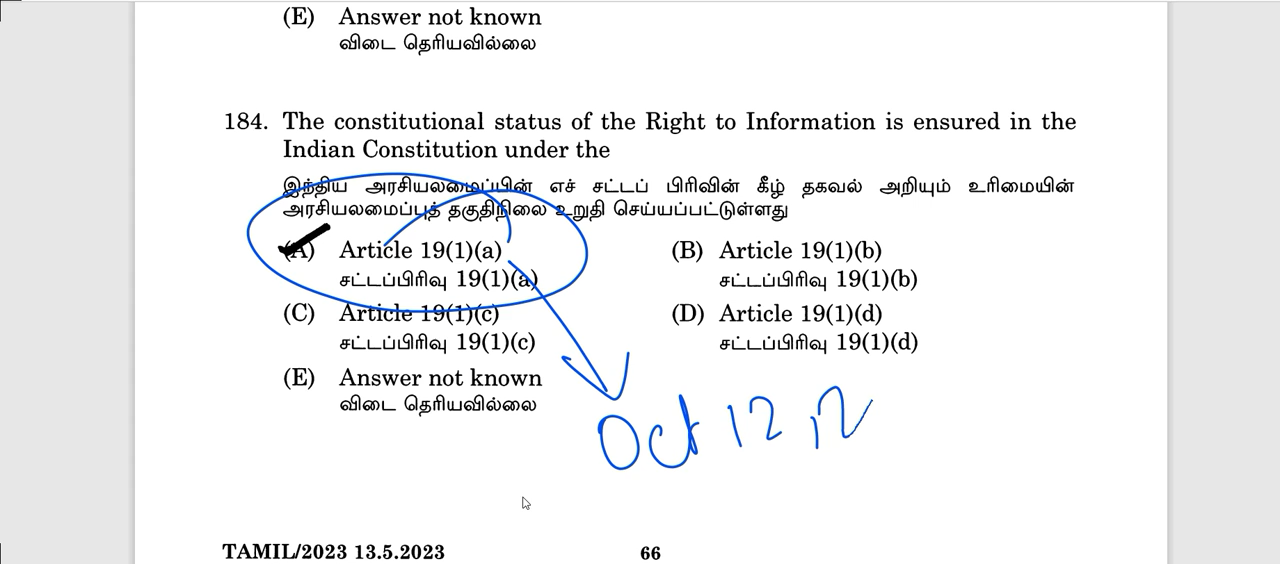 (E) Answer not known
விடை தெரியவில்லை
184. The constitutional status of the Right to Information is ensured in the
Indian Constitution under the
இந்திய அரசியலமைப்பின் எச் சட்டப் பிரிவின் கீழ் தகவல் அறியும் உரிமையின்
அரசியலமைப்புத் தகுதிநிலை உறுதி செய்யப்பட்டுள்ளது
(A) Article 19(1)(a) (B) Article 19(1)(b)
சட்டப்பிரிவு 19(1)(a) சட்டப்பிரிவு 19(1)(b)
(C) Article 19(1)(c) (D) Article 19(1)(d)
சட்டப்பிரிவு 19(1)(c) சட்டப்பிரிவு 19(1)(d)
(E) Answer not known
விடை தெரியவில்லை
Oct 12
TAMIL/2023 13.5.2023 66